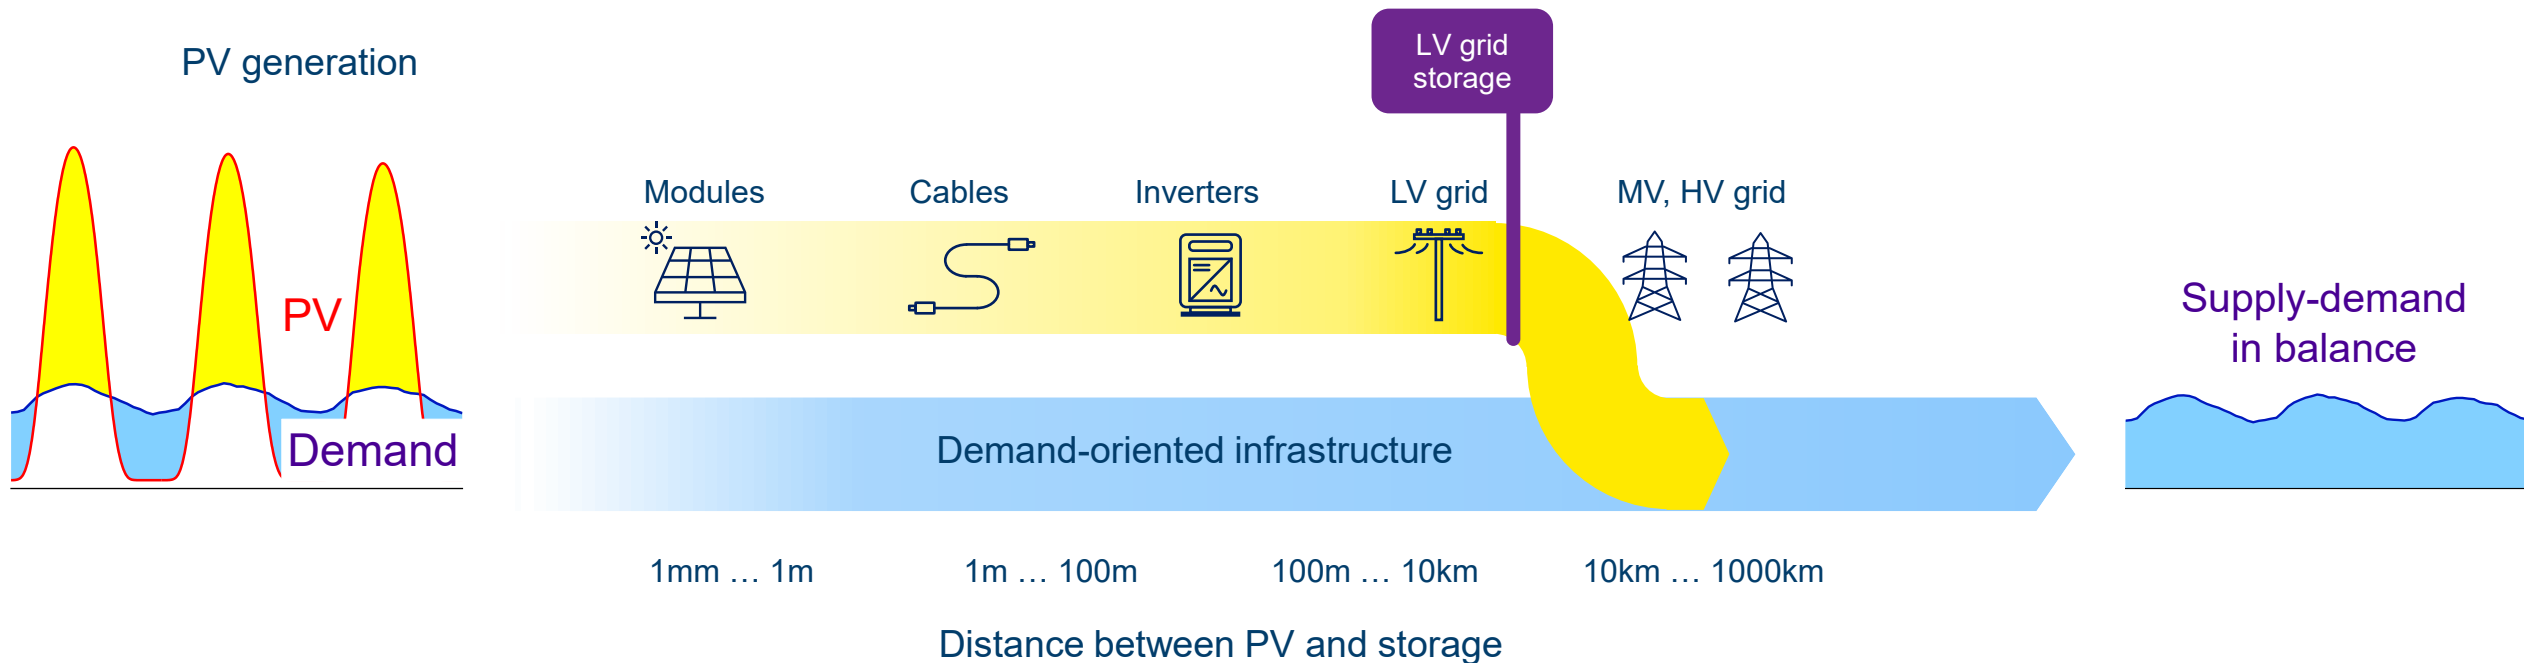 PV generation
LV grid
storage
Modules
Cables
Inverters
LV grid
MV, HV grid
PV
Demand
Demand-oriented infrastructure
Supply-demand
in balance
1mm … 1m
1m … 100m
100m … 10km
10km … 1000km
Distance between PV and storage